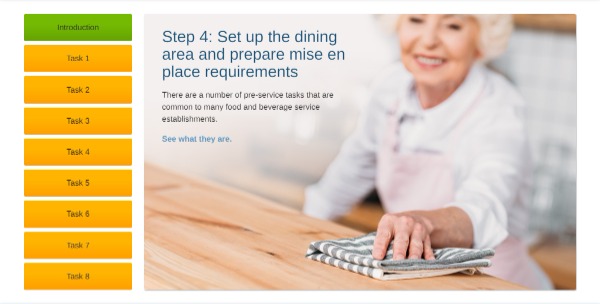 Introduction
Task 1
Task 2
Task 3
Task 4
Task 5
Task 6
Task 7
Task 8
Step 4: Set up the dining
area and prepare mise en
place requirements
There are a number of pre-service tasks that are
common to many food and beverage service
establishments.
See what they are.